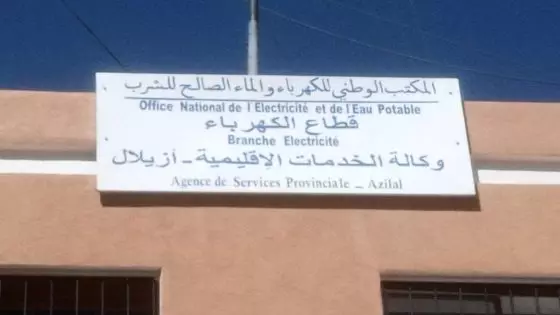 المكتب الوطني للكهرباء والماء الصالح للشرب
Office National de l'Electricité et de l'Eau Potable
قطاع الكهرباء
Branche Electricité
وكالة الخدمات الإقليمية - أزيلال
Agence de Services Provinciale - Azilal